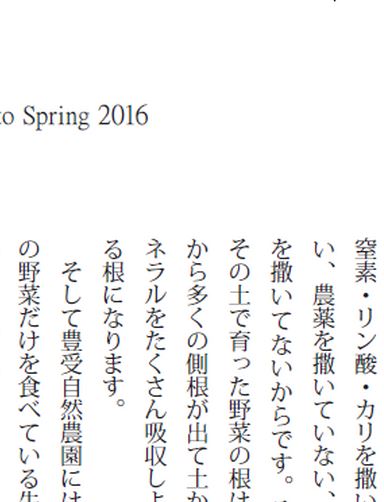 to Spring 2016
窒素・リン酸・カリを撒い
い、農薬を撒いていない、
を撒いてないからです。
その土で育った野菜の根は
から多くの側根が出て土か
ネラルをたくさん吸収しよ
る根になります。
そして豊受自然農園には
の野菜だけを食べている